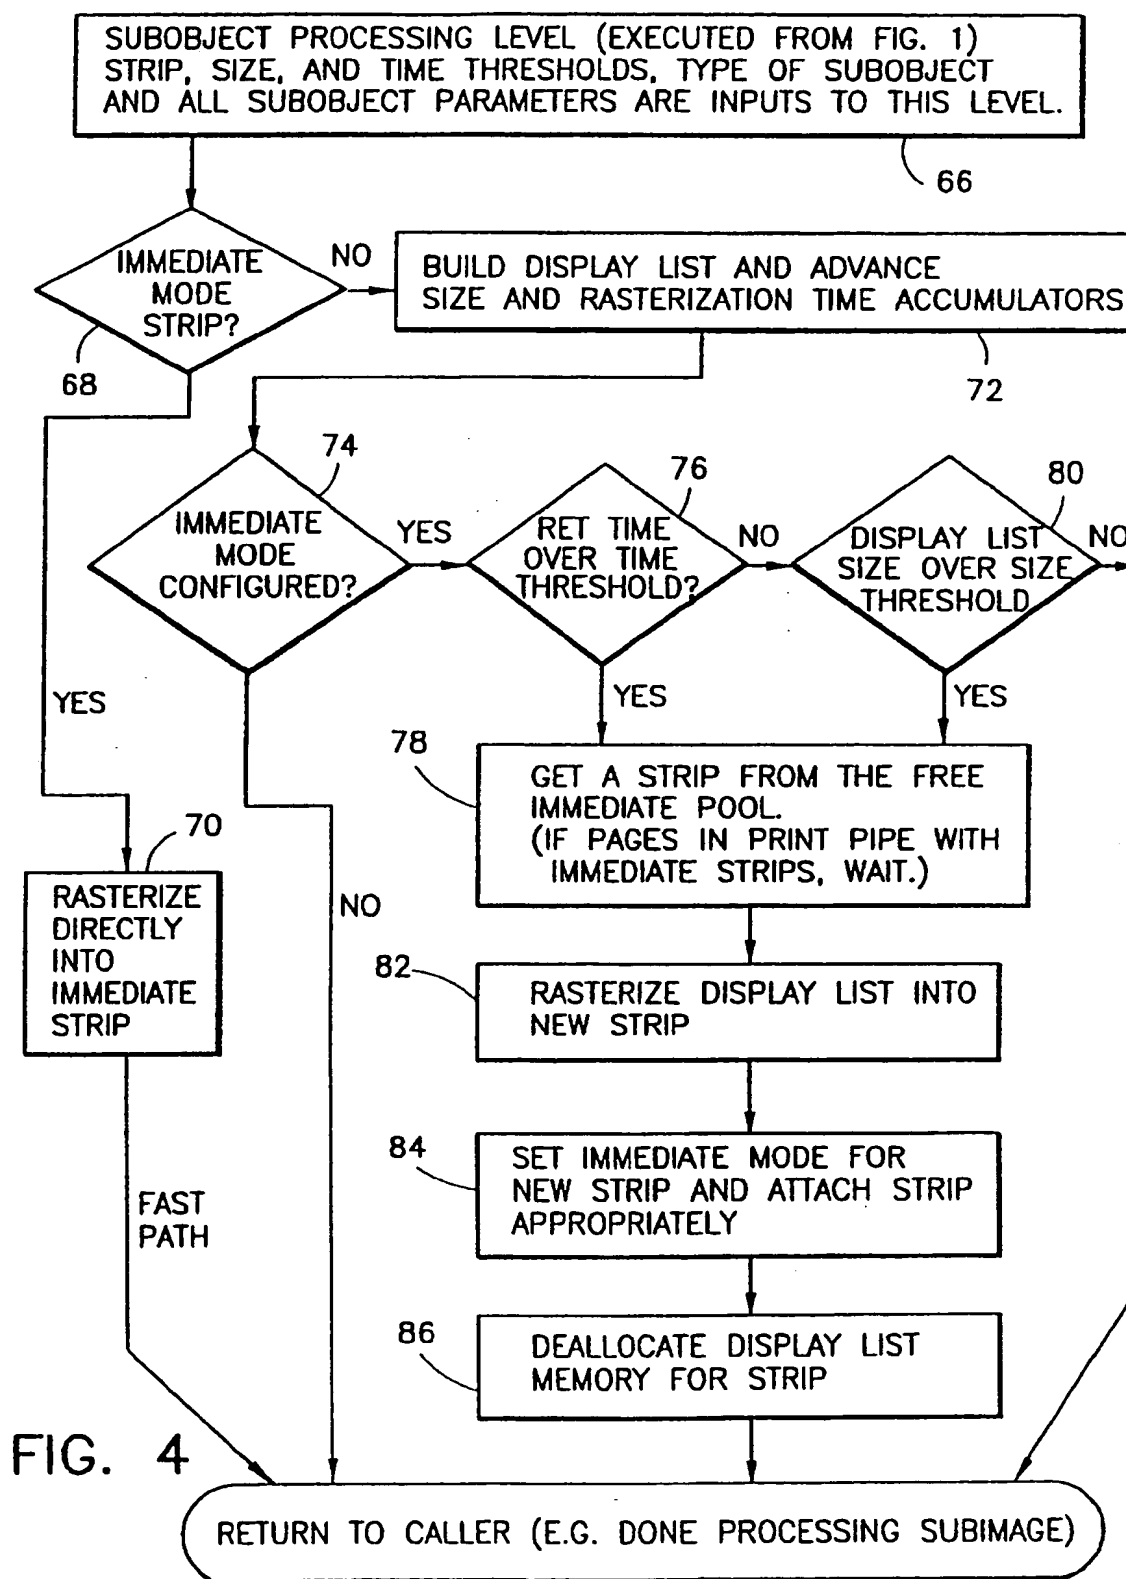 SUBOBJECT PROCESSING LEVEL (EXECUTED FROM FIG. 1)
STRIP, SIZE, AND TIME THRESHOLDS, TYPE OF SUBOBJECT
AND ALL SUBOBJECT PARAMETERS ARE INPUTS TO THIS LEVEL.
66
IMMEDIATE
MODE
STRIP?
68
NO
BUILD DISPLAY LIST AND ADVANCE
SIZE AND RASTERIZATION TIME ACCUMULATORS
72
YES
IMMEDIATE
MODE
CONFIGURED?
74
YES
RET TIME
OVER TIME
THRESHOLD?
76
NO
DISPLAY LIST
SIZE OVER SIZE
THRESHOLD
80
NO
YES
YES
78
GET A STRIP FROM THE FREE
IMMEDIATE POOL.
(IF PAGES IN PRINT PIPE WITH
IMMEDIATE STRIPS, WAIT.)
70
RASTERIZE
DIRECTLY
INTO
IMMEDIATE
STRIP
NO
82
RASTERIZE DISPLAY LIST INTO
NEW STRIP
84
SET IMMEDIATE MODE FOR
NEW STRIP AND ATTACH STRIP
APPROPRIATELY
FAST
PATH
86
DEALLOCATE DISPLAY LIST
MEMORY FOR STRIP
FIG. 4
RETURN TO CALLER (E.G. DONE PROCESSING SUBIMAGE)